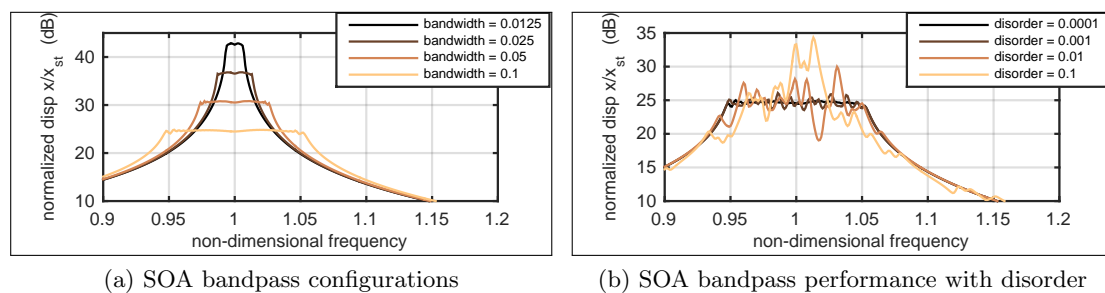 normalized disp x/x_st (dB)
40
30
20
10
0.9
0.95
1
1.05
1.1
1.15
1.2
non-dimensional frequency
bandwidth = 0.0125
bandwidth = 0.025
bandwidth = 0.05
bandwidth = 0.1
(a) SOA bandpass configurations
normalized disp x/x_st (dB)
35
30
25
20
15
10
0.9
0.95
1
1.05
1.1
1.15
1.2
non-dimensional frequency
disorder = 0.0001
disorder = 0.001
disorder = 0.01
disorder = 0.1
(b) SOA bandpass performance with disorder